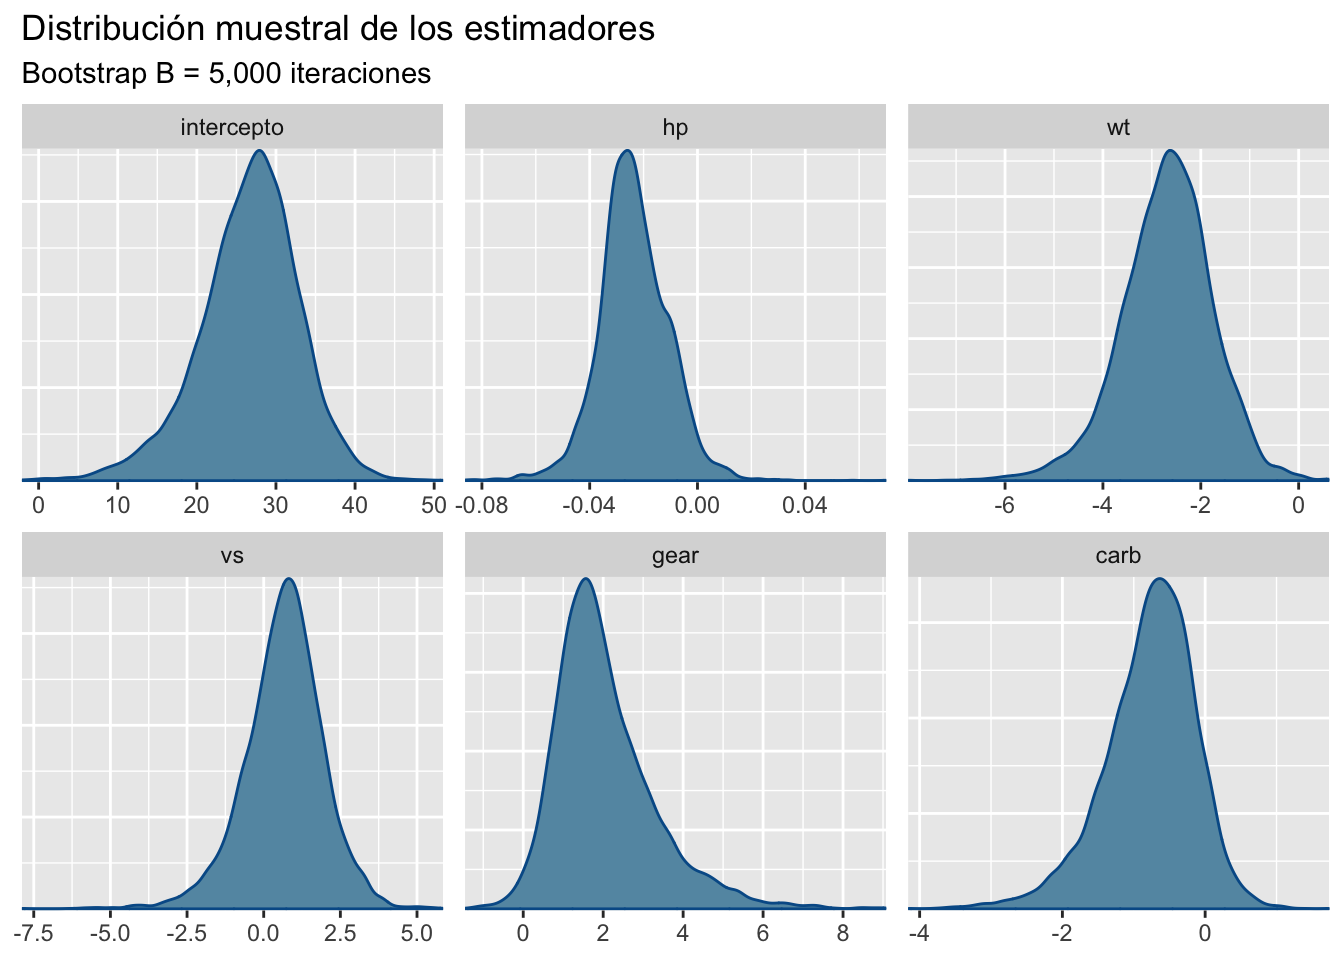 Distribución muestral de los estimadores
Bootstrap B = 5,000 iteraciones
intercepto hp wt
0 10 20 30 40 50 -0.08 -0.04 0.00 0.04 -6 -4 -2 0
vs gear carb
-7.5 -5.0 -2.5 0.0 2.5 5.0 0 2 4 6 8 -4 -2 0